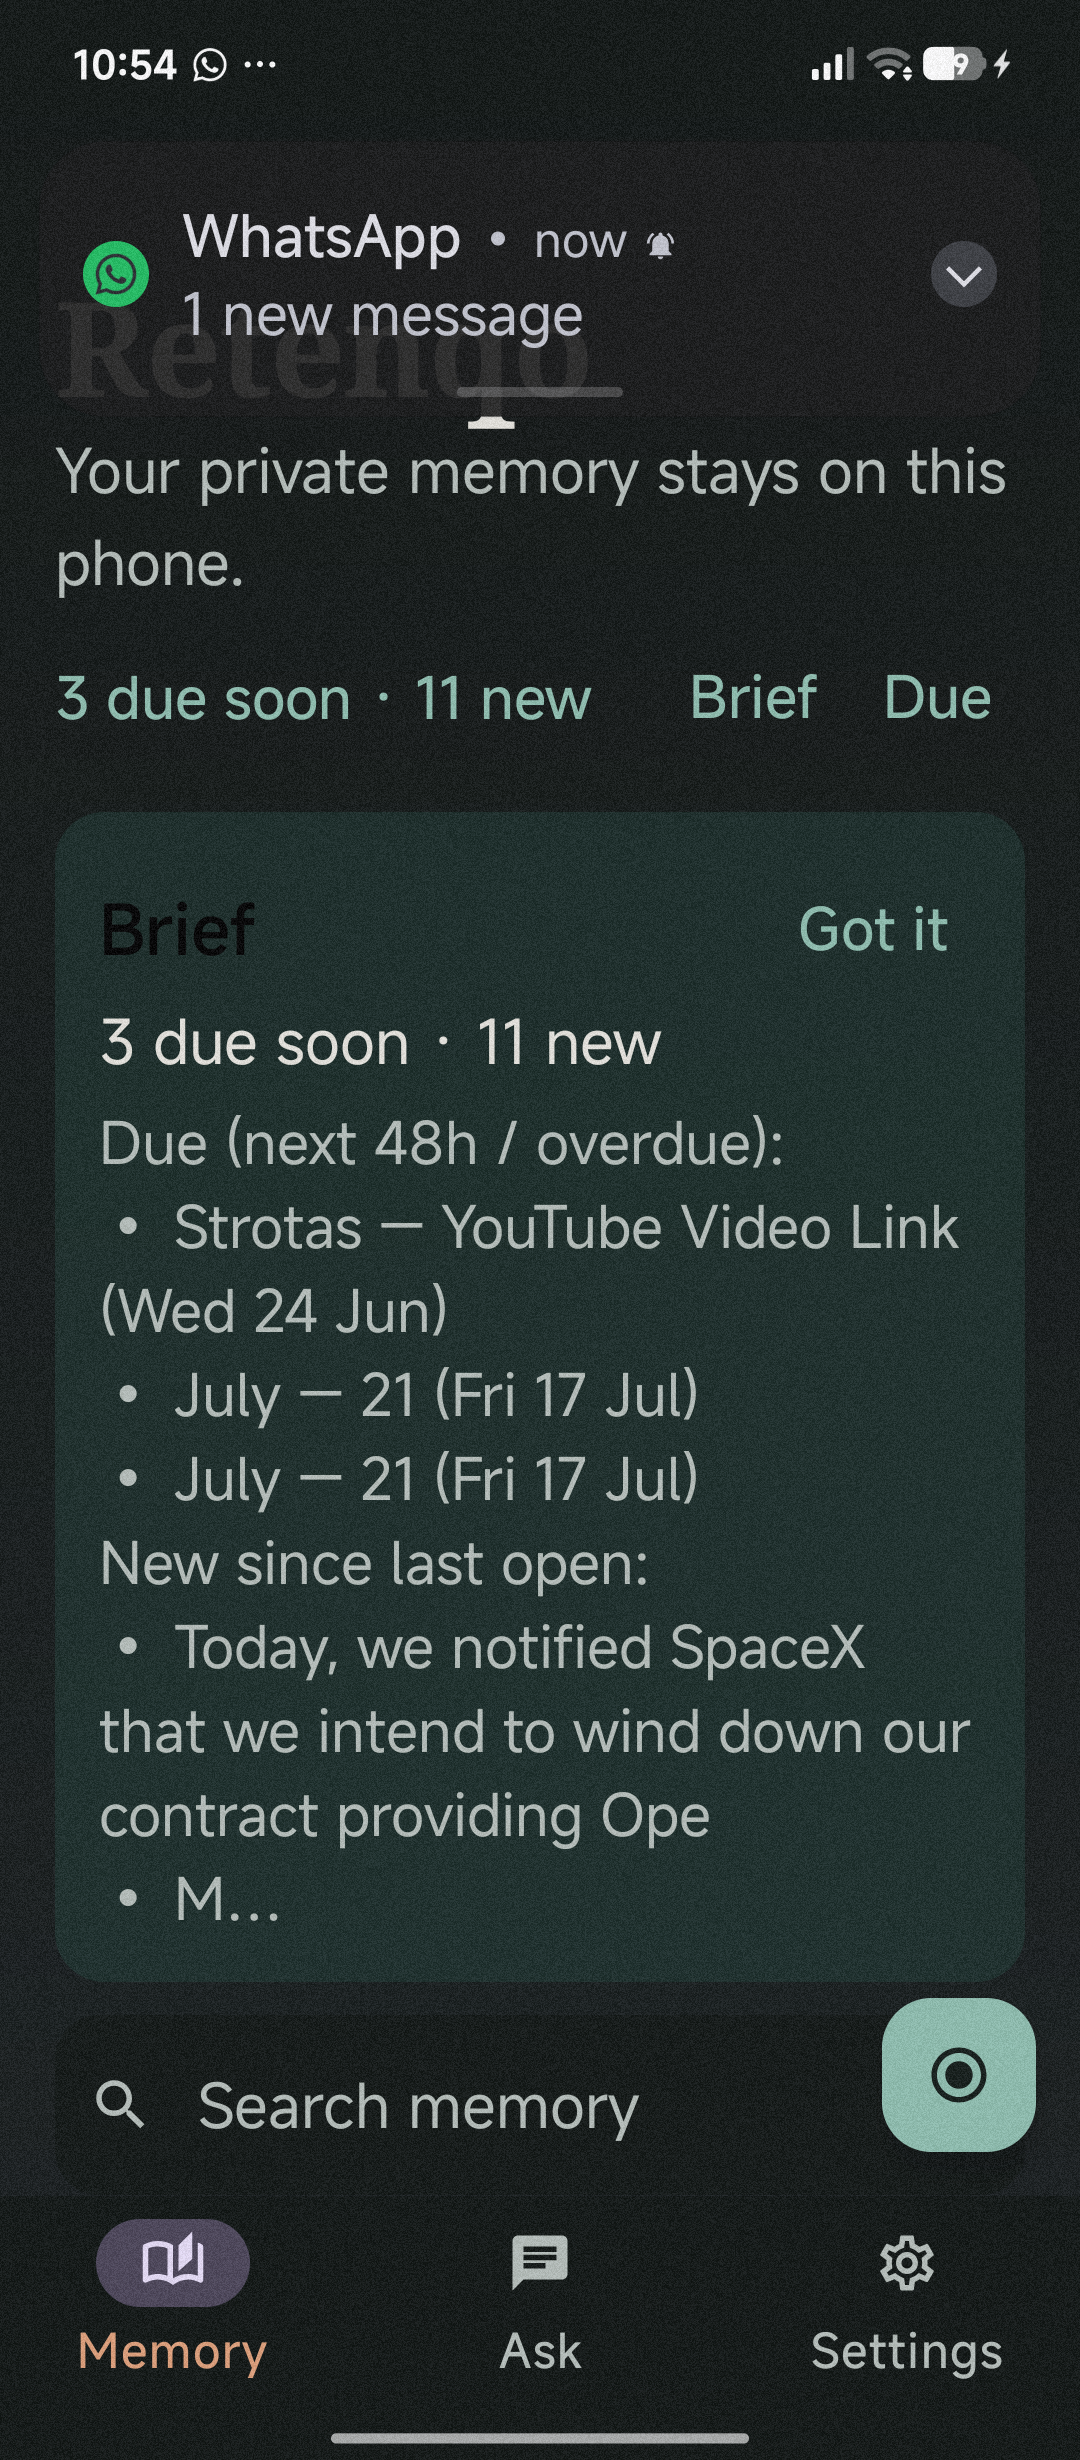 10:54
9
WhatsApp • now
1 new message
Retenqo
Your private memory stays on this
phone.
3 due soon · 11 new Brief Due
Brief Got it
3 due soon · 11 new
Due (next 48h / overdue):
• Strotas — YouTube Video Link
(Wed 24 Jun)
• July — 21 (Fri 17 Jul)
• July — 21 (Fri 17 Jul)
New since last open:
• Today, we notified SpaceX
that we intend to wind down our
contract providing Ope
• M...
Search memory
Memory Ask Settings